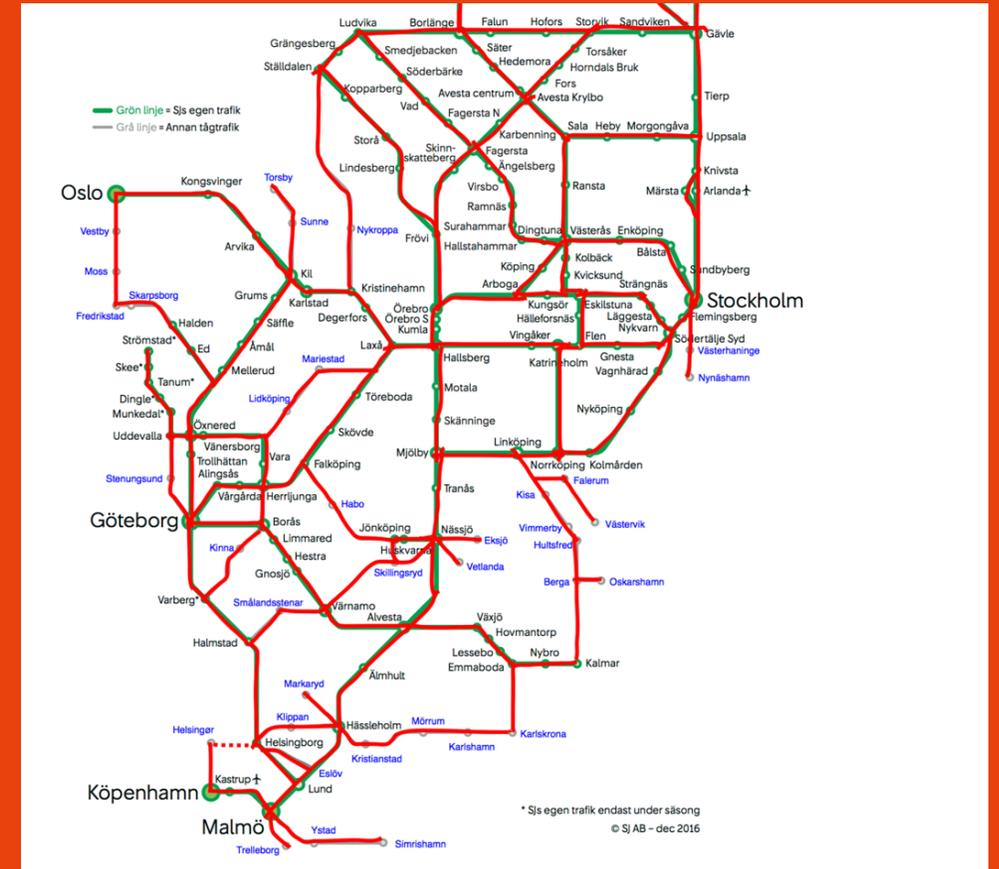 Ludvika
Borlänge
Falun
Hofors
Storvik
Sandviken
Gävle
Grängesberg
Smedjebacken
Säter
Torsåker
Ställdalen
Söderbärke
Hedemora
Horndals Bruk
Kopparberg
Avesta centrum
Fors
Avesta Krylbo
Tierp
Vad
Fagersta N
Grön linje = SJs egen trafik
Grå linje = Annan tågtrafik
Storå
Skinn-
skatteberg
Karbenning
Sala
Heby
Morgongåva
Uppsala
Fagersta
Lindesberg
Ängelsberg
Knivsta
Oslo
Kongsvinger
Torsby
Virsbo
Ransta
Märsta
Arlanda
Ramnäs
Vestby
Sunne
Nykroppa
Frövi
Surahammar
Dingtuna
Västerås
Enköping
Arvika
Hallstahammar
Bålsta
Kolbäck
Moss
Kil
Köping
Kvicksund
Sundbyberg
Skarpsborg
Grums
Karlstad
Kristinehamn
Arboga
Strängnäs
Stockholm
Fredrikstad
Degerfors
Örebro
Örebro S
Kumla
Kungsör
Eskilstuna
Hälleforsnäs
Läggesta
Flemingsberg
Halden
Säffle
Nykvarn
Strömstad*
Ed
Åmål
Laxå
Vingåker
Flen
Södertälje Syd
Skee*
Mariestad
Hallsberg
Katrineholm
Gnesta
Västerhaninge
Tanum*
Mellerud
Vagnhärad
Nynäshamn
Dingle*
Lidköping
Töreboda
Motala
Munkedal*
Öxnered
Nyköping
Uddevalla
Vänersborg
Skövde
Skänninge
Linköping
Trollhättan
Vara
Falköping
Mjölby
Norrköping
Kolmården
Stenungsund
Alingsås
Falerum
Vårgårda
Herrljunga
Habo
Tranås
Kisa
Göteborg
Borås
Jönköping
Nässjö
Vimmerby
Västervik
Limmared
Eksjö
Kinna
Hestra
Huskvarna
Hultsfred
Gnosjö
Skillingsryd
Vetlanda
Berga
Oskarshamn
Varberg*
Smålandsstenar
Värnamo
Alvesta
Växjö
Hovmantorp
Halmstad
Lessebo
Nybro
Emmaboda
Kalmar
Älmhult
Markaryd
Klippan
Hässleholm
Mörrum
Helsingør
Helsingborg
Karlshamn
Karlskrona
Kristianstad
Kastrup
Eslöv
Köpenhamn
Lund
Malmö
Ystad
Trelleborg
Simrishamn
* SJs egen trafik endast under säsong
© SJ AB – dec 2016